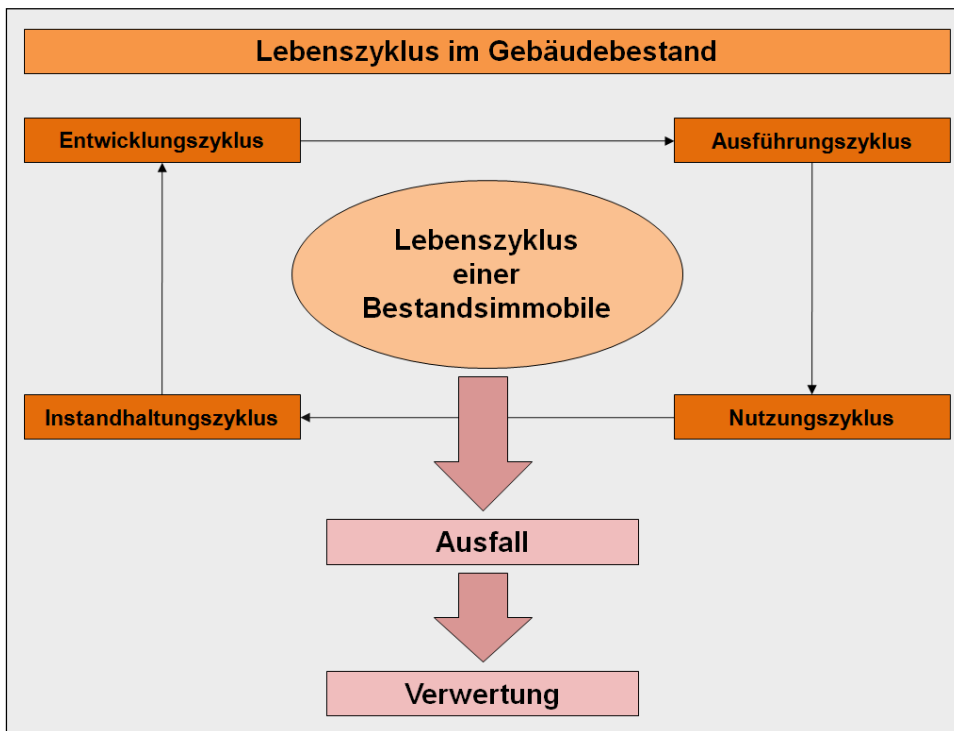 Lebenszyklus im Gebäudebestand
Entwicklungszyklus
Ausführungszyklus
Lebenszyklus
einer
Bestandsimmobile
Instandhaltungszyklus
Nutzungszyklus
Ausfall
Verwertung